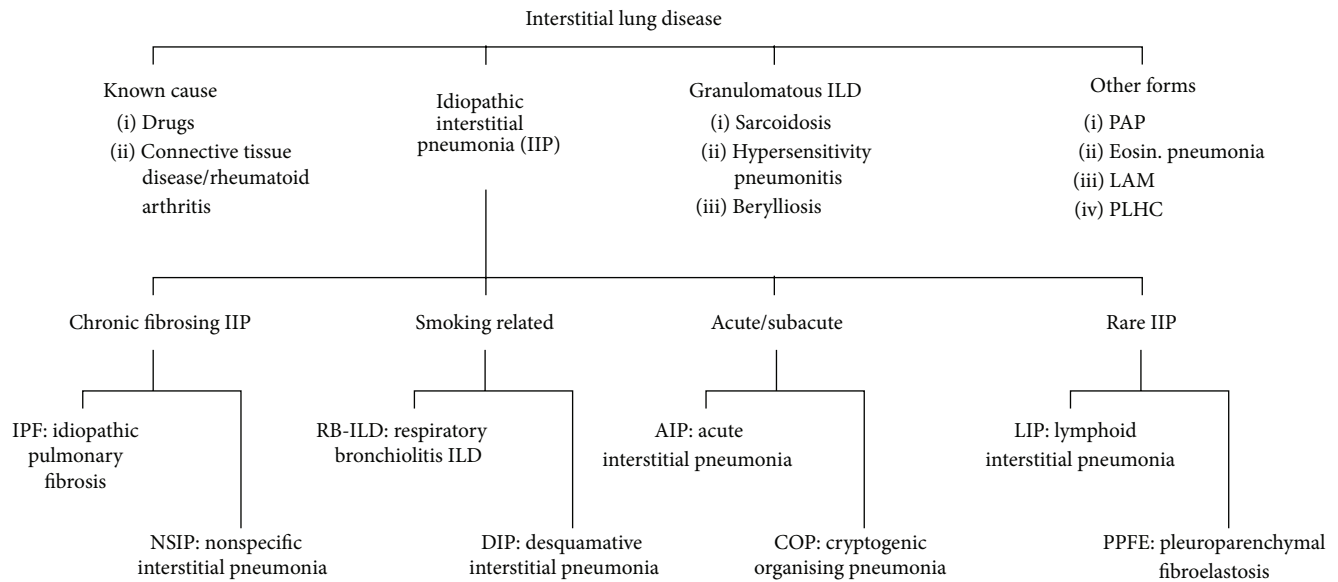 Interstitial lung disease
Known cause
(i) Drugs
(ii) Connective tissue
disease/rheumatoid
arthritis
Idiopathic
interstitial
pneumonia (IIP)
Granulomatous ILD
(i) Sarcoidosis
(ii) Hypersensitivity
pneumonitis
(iii) Berylliosis
Other forms
(i) PAP
(ii) Eosin. pneumonia
(iii) LAM
(iv) PLHC
Chronic fibrosing IIP
Smoking related
Acute/subacute
Rare IIP
IPF: idiopathic
pulmonary
fibrosis
NSIP: nonspecific
interstitial pneumonia
RB-ILD: respiratory
bronchiolitis ILD
DIP: desquamative
interstitial pneumonia
AIP: acute
interstitial pneumonia
COP: cryptogenic
organising pneumonia
LIP: lymphoid
interstitial pneumonia
PPFE: pleuroparenchymal
fibroelastosis